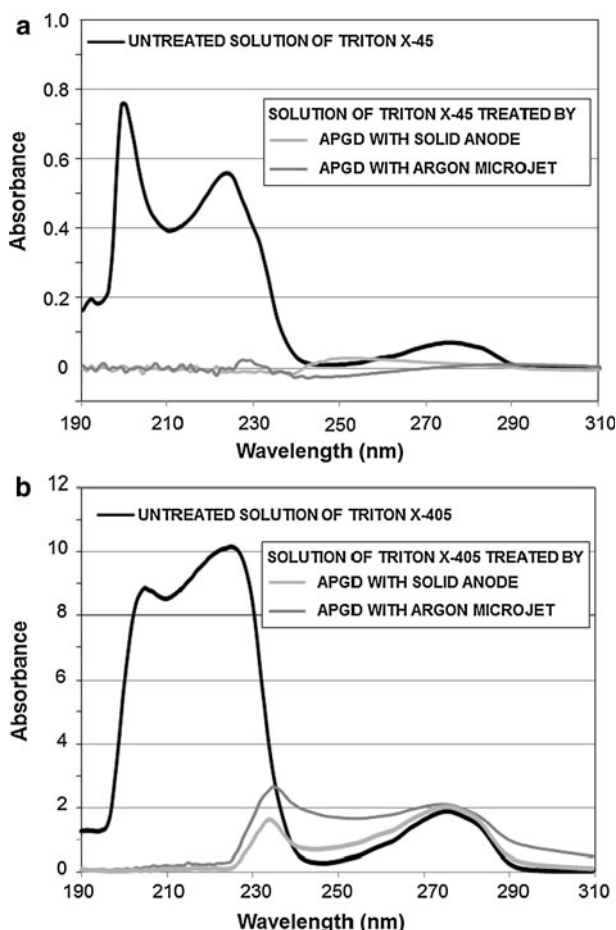 a
1.0
0.8
0.6
0.4
0.2
0
Absorbance
UNTREATED SOLUTION OF TRITON X-45
SOLUTION OF TRITON X-45 TREATED BY
APGD WITH SOLID ANODE
APGD WITH ARGON MICROJET
190 210 230 250 270 290 310
Wavelength (nm)
b
12
10
8
6
4
2
0
Absorbance
UNTREATED SOLUTION OF TRITON X-405
SOLUTION OF TRITON X-405 TREATED BY
APGD WITH SOLID ANODE
APGD WITH ARGON MICROJET
190 210 230 250 270 290 310
Wavelength (nm)